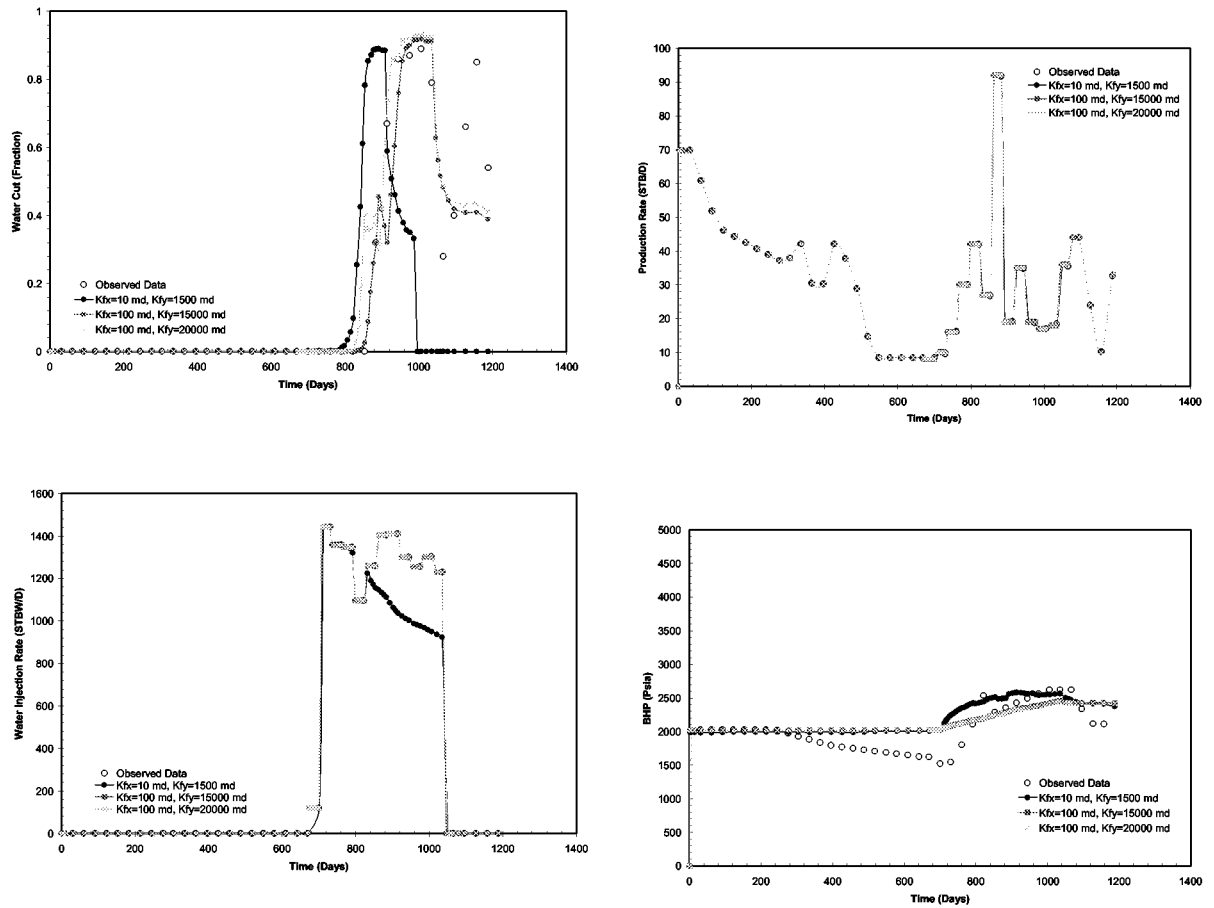 Water Cut (Fraction)
1
0.8
0.6
0.4
0.2
0
Observed Data
Kfx=10 md, Kfy=1500 md
Kfx=100 md, Kfy=15000 md
Kfx=100 md, Kfy=20000 md
0 200 400 600 800 1000 1200 1400
Time (Days)
Production Rate (STB/D)
100
90
80
70
60
50
40
30
20
10
0
Observed Data
Kfx=10 md, Kfy=1500 md
Kfx=100 md, Kfy=15000 md
Kfx=100 md, Kfy=20000 md
0 200 400 600 800 1000 1200 1400
Time (Days)
Water Injection Rate (STBW/D)
1600
1400
1200
1000
800
600
400
200
0
Observed Data
Kfx=10 md, Kfy=1500 md
Kfx=100 md, Kfy=15000 md
Kfx=100 md, Kfy=20000 md
0 200 400 600 800 1000 1200 1400
Time (Days)
BHP (Psia)
5000
4500
4000
3500
3000
2500
2000
1500
1000
500
0
Observed Data
Kfx=10 md, Kfy=1500 md
Kfx=100 md, Kfy=15000 md
Kfx=100 md, Kfy=20000 md
0 200 400 600 800 1000 1200 1400
Time (Days)